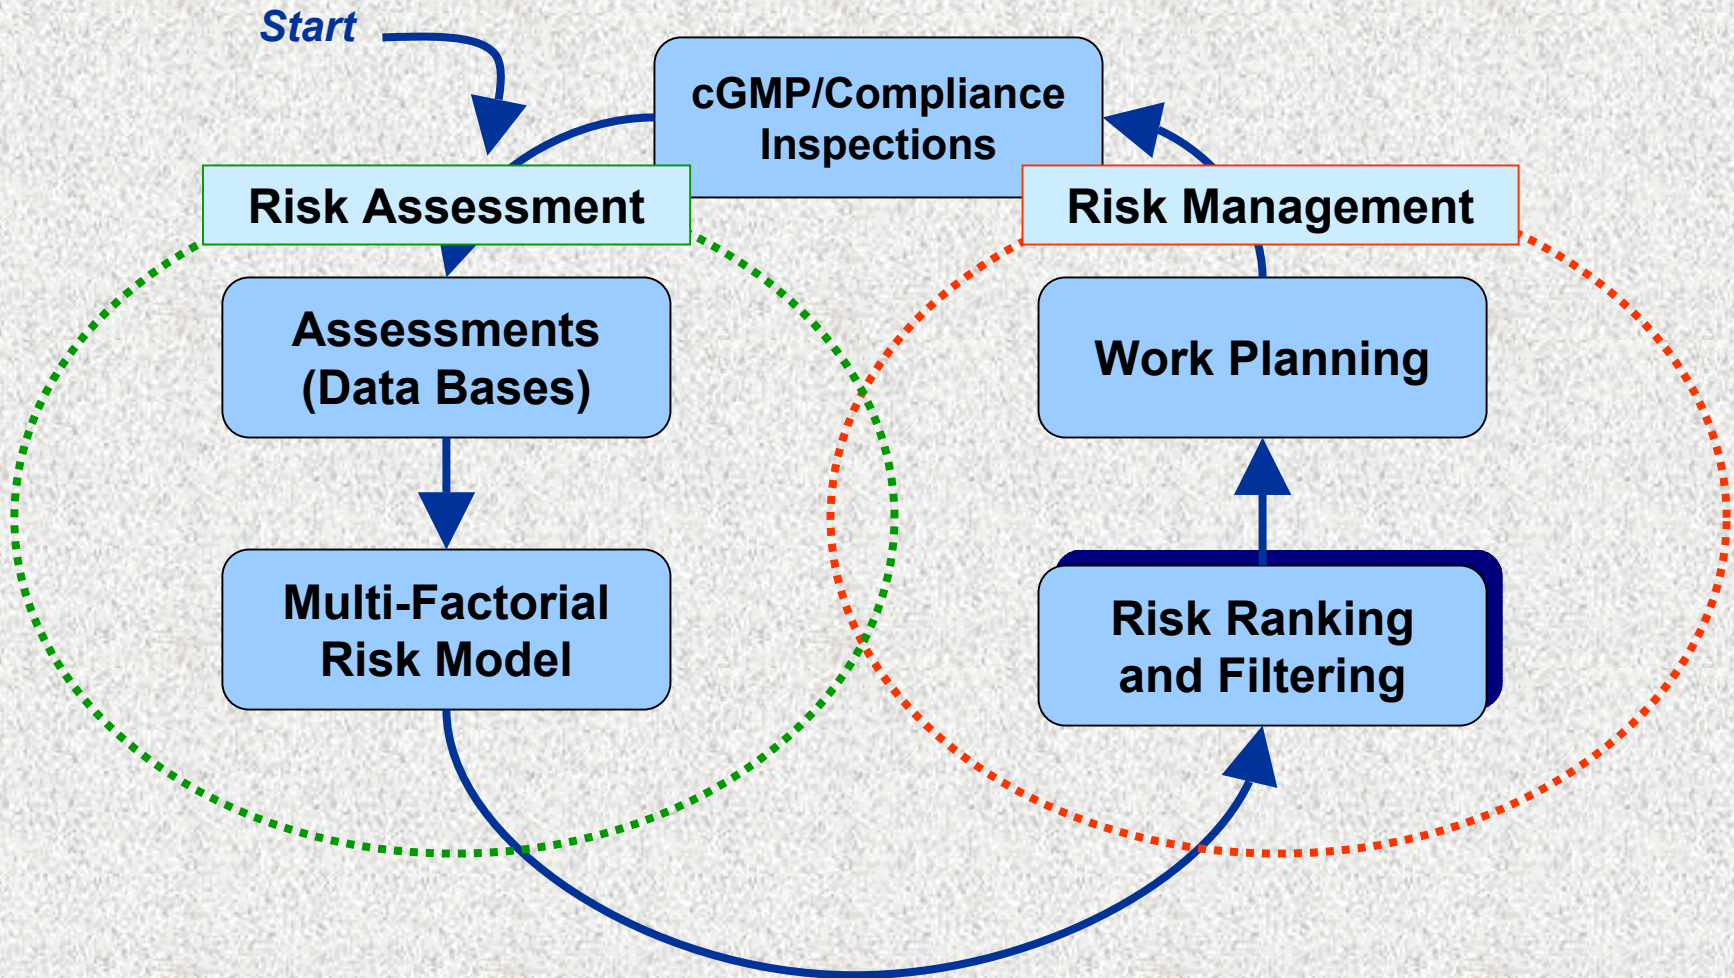 Start
cGMP/Compliance
Inspections
Risk Assessment
Risk Management
Assessments
(Data Bases)
Work Planning
Multi-Factorial
Risk Model
Risk Ranking
and Filtering